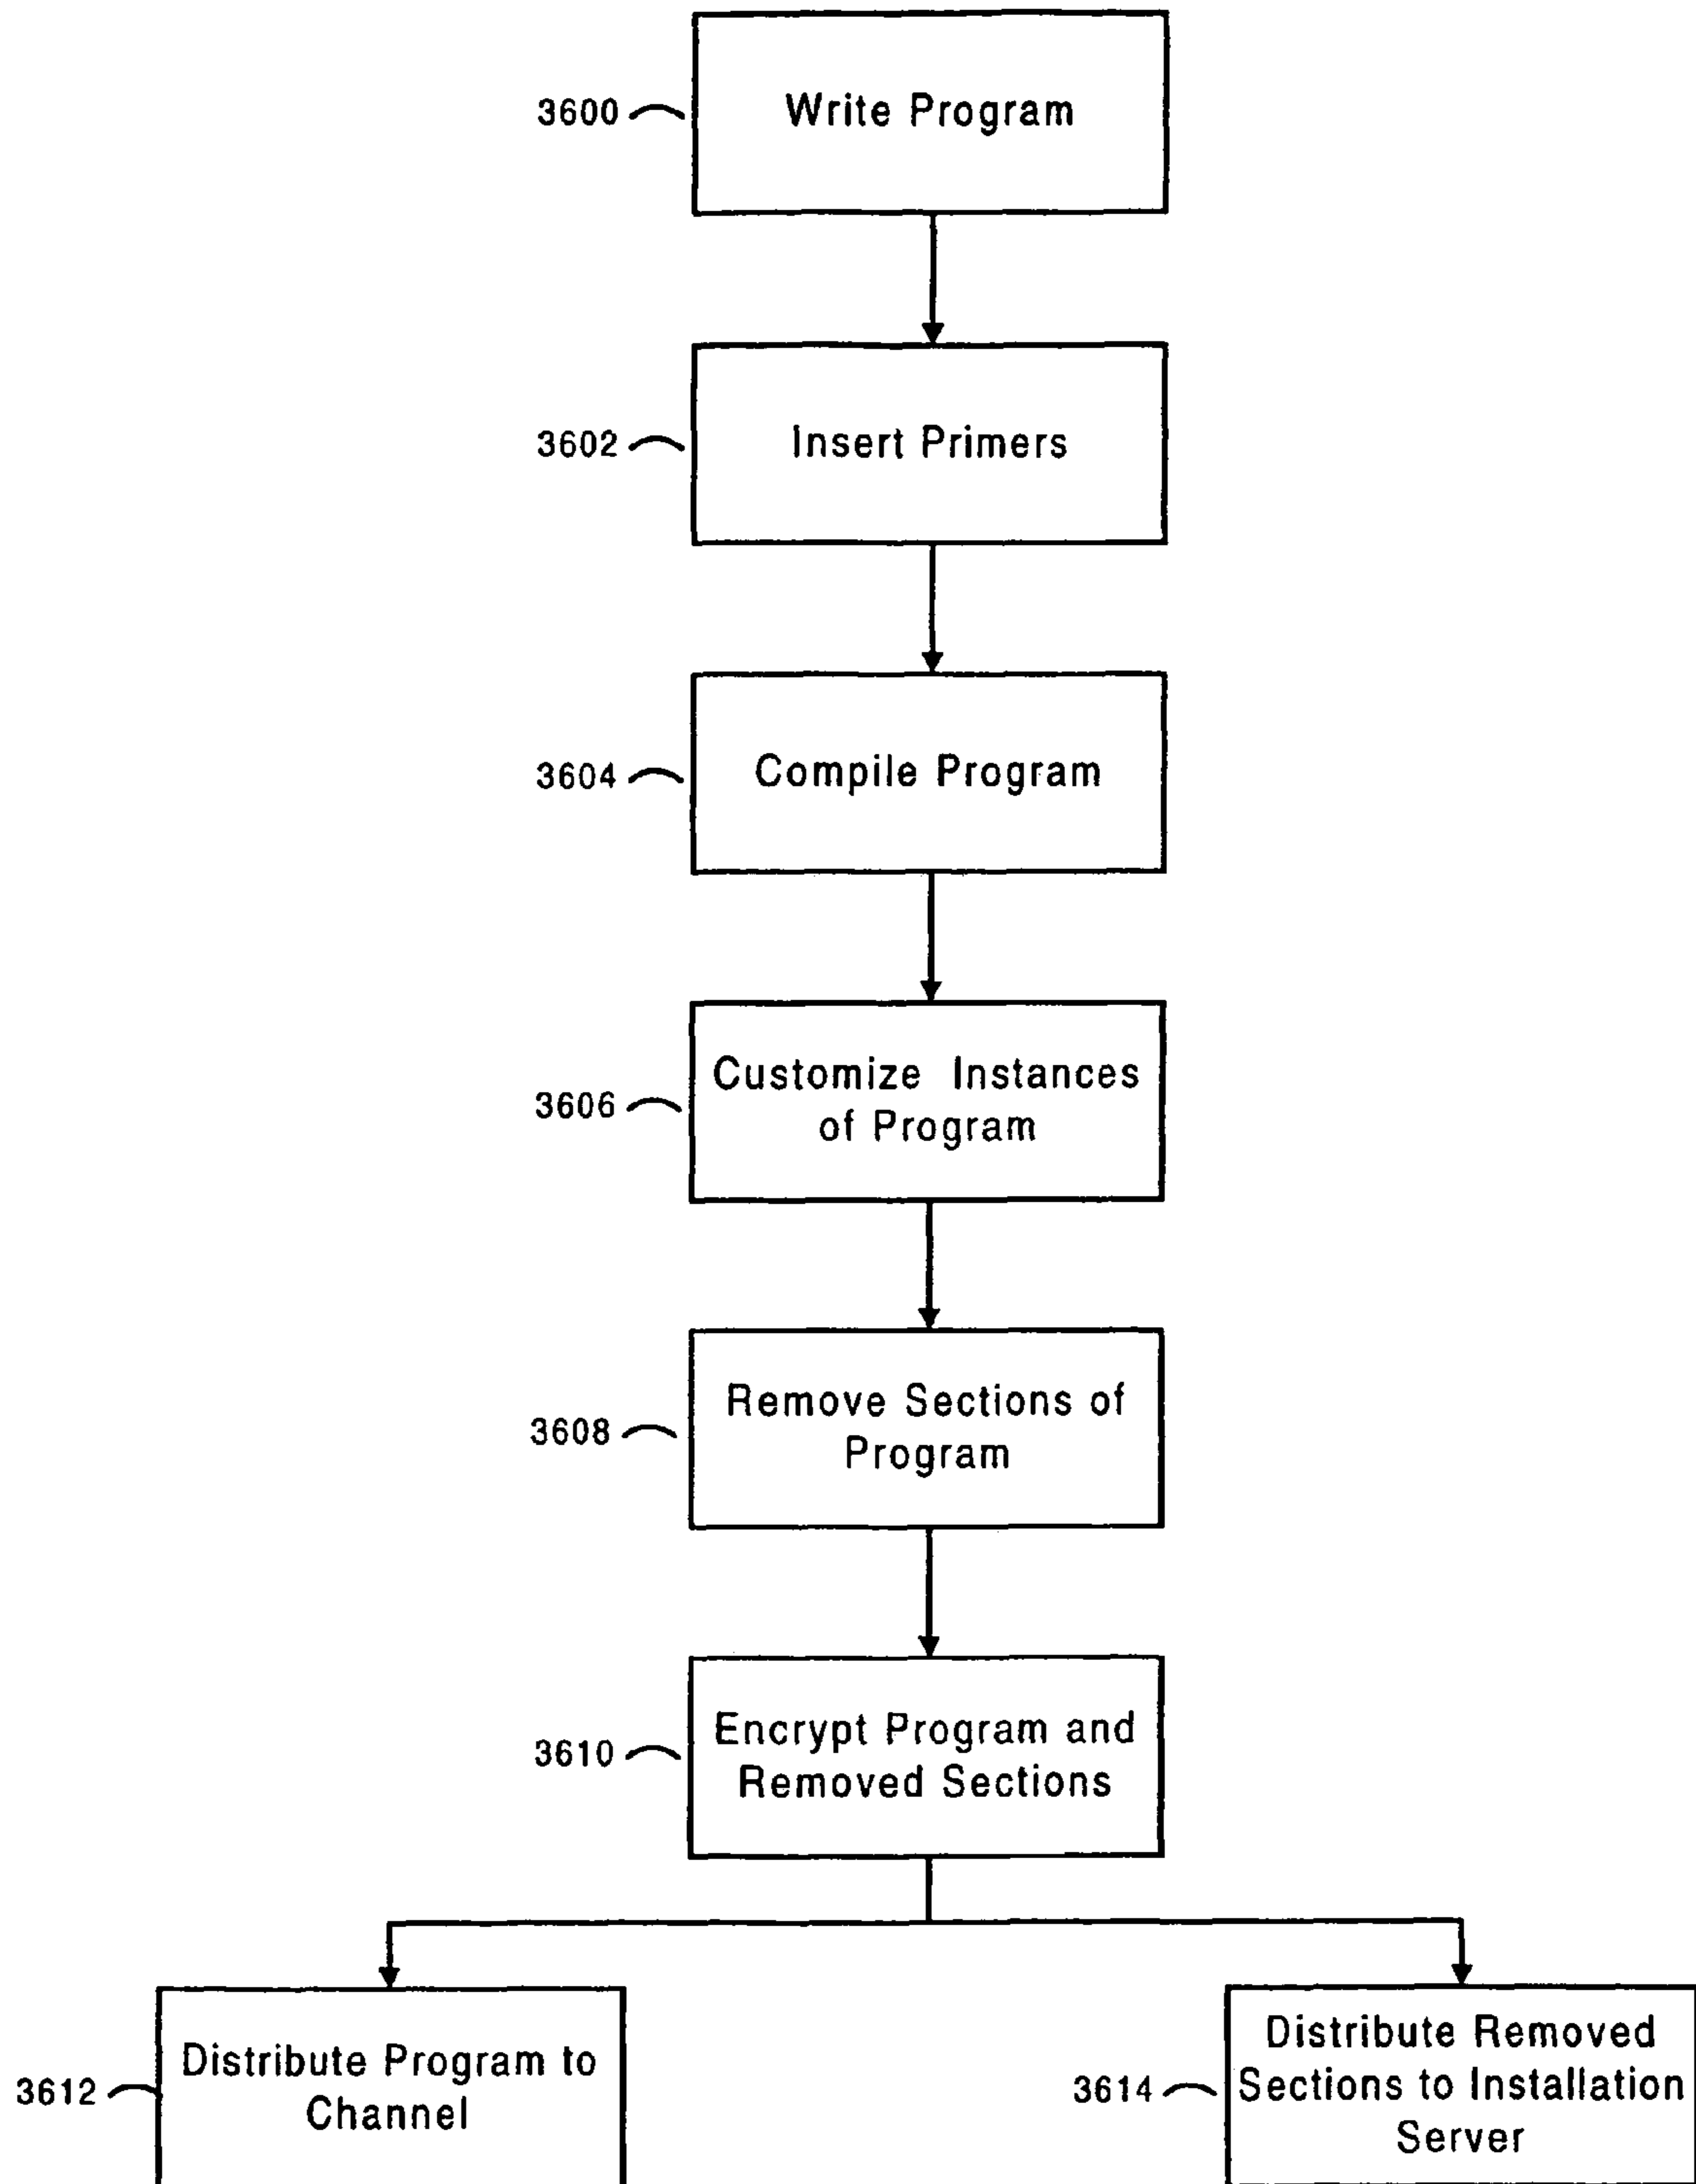 3600 Write Program
3602 Insert Primers
3604 Compile Program
3606 Customize Instances
of Program
3608 Remove Sections of
Program
3610 Encrypt Program and
Removed Sections
3612 Distribute Program to
Channel
3614 Distribute Removed
Sections to Installation
Server